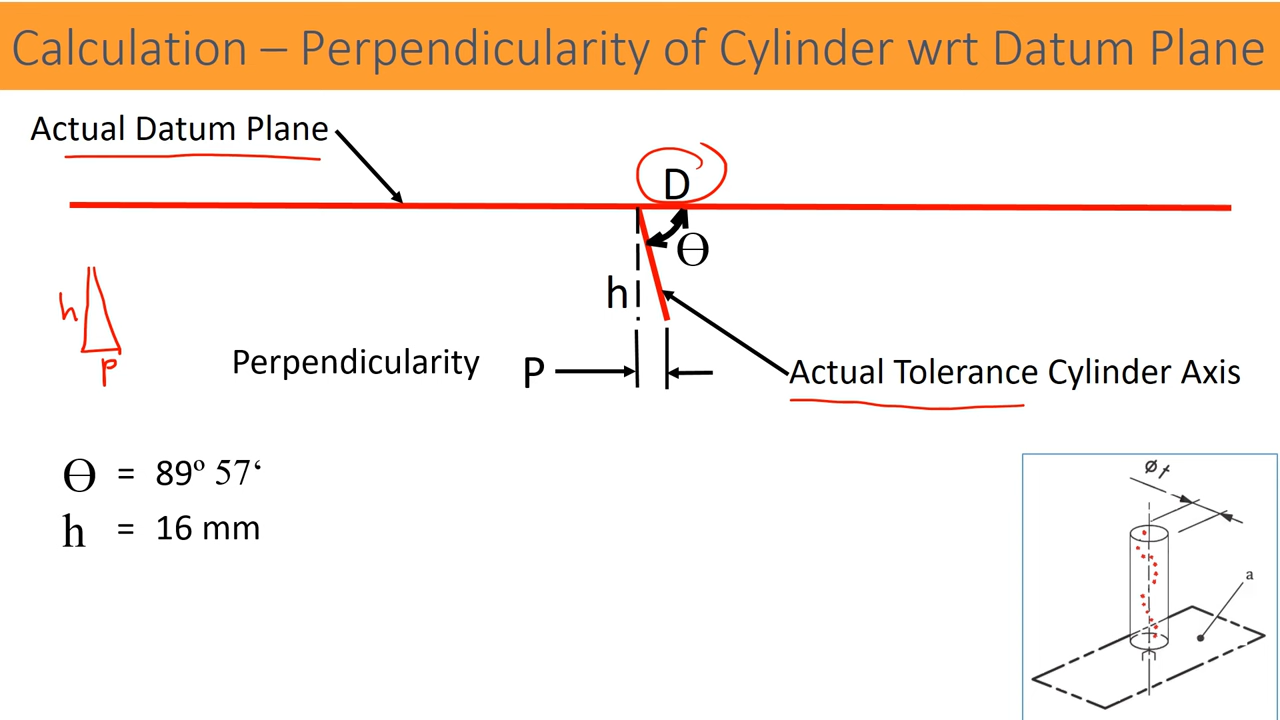 Calculation – Perpendicularity of Cylinder wrt Datum Plane
Actual Datum Plane
D
Ɵ
h
h
P
Perpendicularity
P
Actual Tolerance Cylinder Axis
Ɵ = 89º 57‘
h = 16 mm
Ø t
a